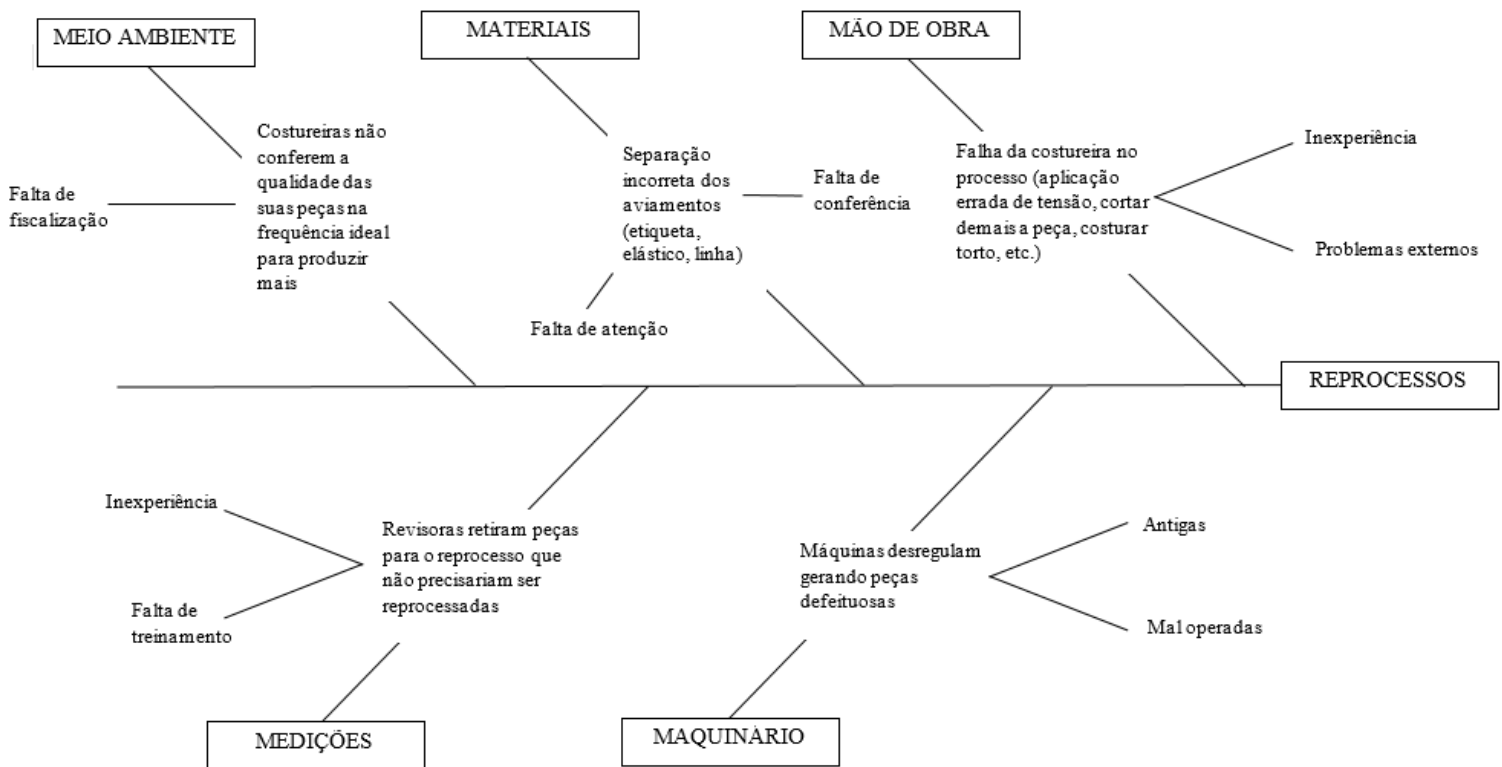 MEIO AMBIENTE
MATERIAIS
MÃO DE OBRA
Costureiras não
conferem a
qualidade das
suas peças na
frequência ideal
para produzir
mais
Falta de
fiscalização
Separação
incorreta dos
aviamentos
(etiqueta,
elástico, linha)
Falta de
conferência
Falta de atenção
Falha da costureira no
processo (aplicação
errada de tensão, cortar
demais a peça, costurar
torto, etc.)
Inexperiência
Problemas externos
REPROCESSOS
Inexperiência
Falta de
treinamento
Revisoras retiram peças
para o reprocesso que
não precisariam ser
reprocessadas
Máquinas desregulam
gerando peças
defeituosas
Antigas
Mal operadas
MEDIÇÕES
MAQUINÁRIO